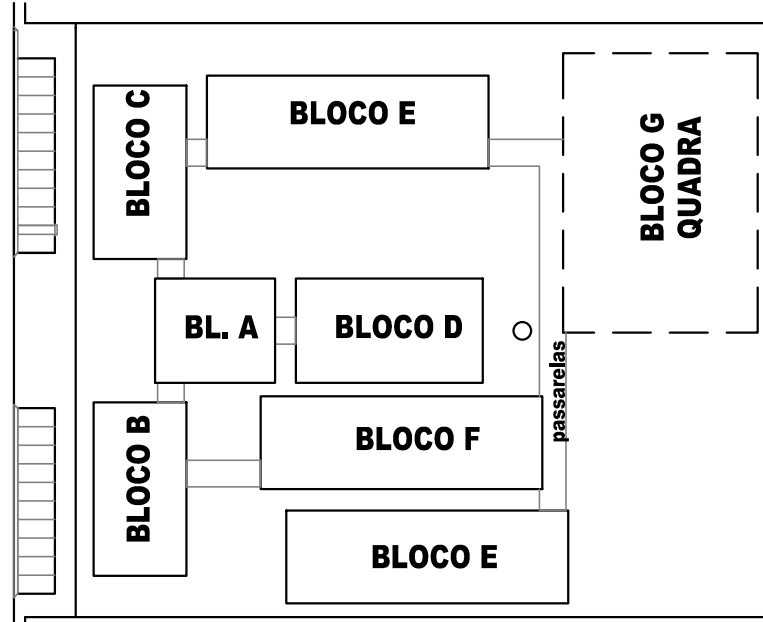 BLOCO C
BLOCO E
BLOCO G
QUADRA
BL. A
BLOCO D
passarelas
BLOCO B
BLOCO F
BLOCO E